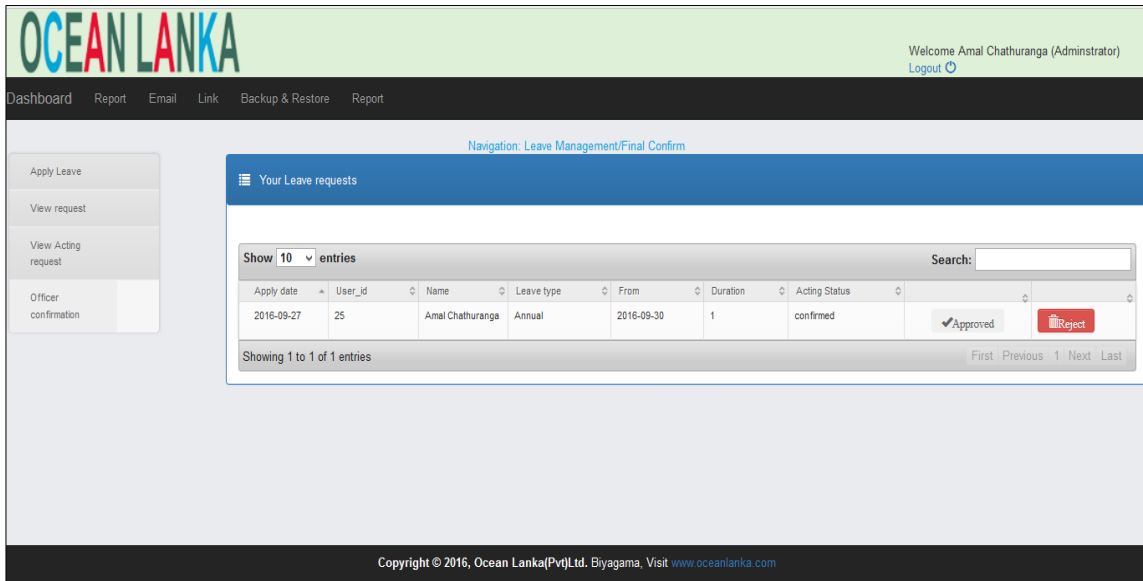 OCEAN LANKA
Welcome Amal Chathuranga (Adminstrator)
Logout
Dashboard Report Email Link Backup & Restore Report
Navigation: Leave Management/Final Confirm
Apply Leave
View request
View Acting
request
Officer
confirmation
Your Leave requests
Show 10 entries Search:
Apply date User_id Name Leave type From Duration Acting Status
2016-09-27 25 Amal Chathuranga Annual 2016-09-30 1 confirmed Approved Reject
Showing 1 to 1 of 1 entries First Previous 1 Next Last
Copyright © 2016, Ocean Lanka(Pvt)Ltd. Biyagama, Visit www.oceanlanka.com